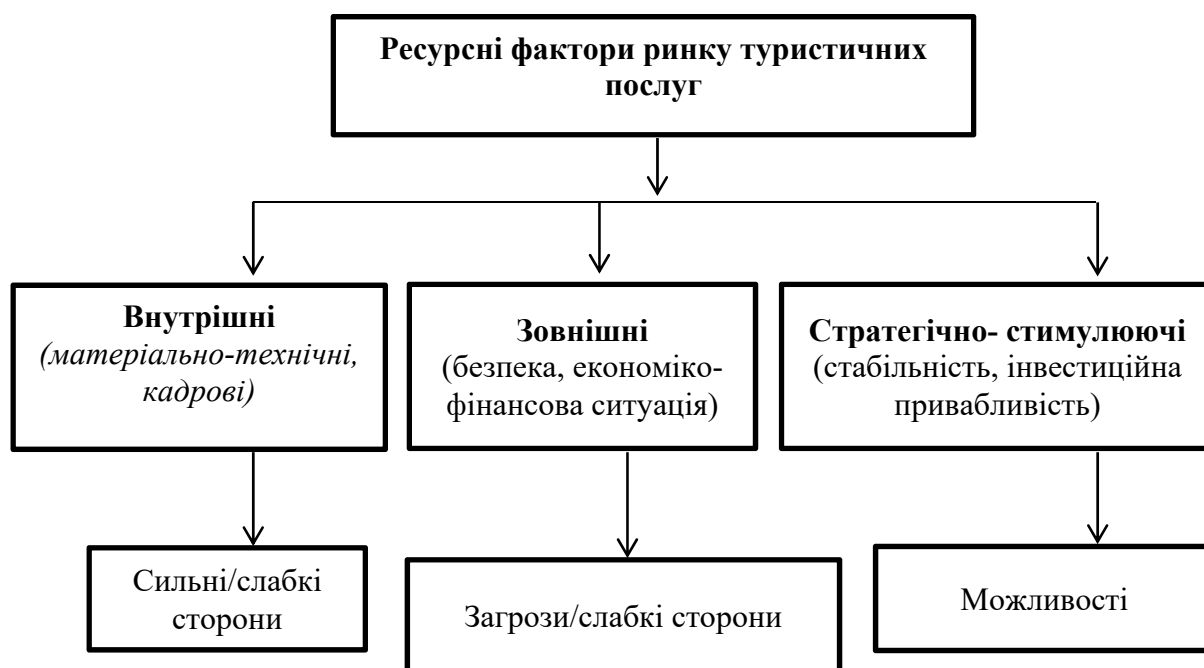 Ресурсні фактори ринку туристичних
послуг
Внутрішні
(матеріально-технічні,
кадрові)
Зовнішні
(безпека, економіко-
фінансова ситуація)
Стратегічно- стимулюючі
(стабільність, інвестиційна
привабливість)
Сильні/слабкі
сторони
Загрози/слабкі сторони
Можливості